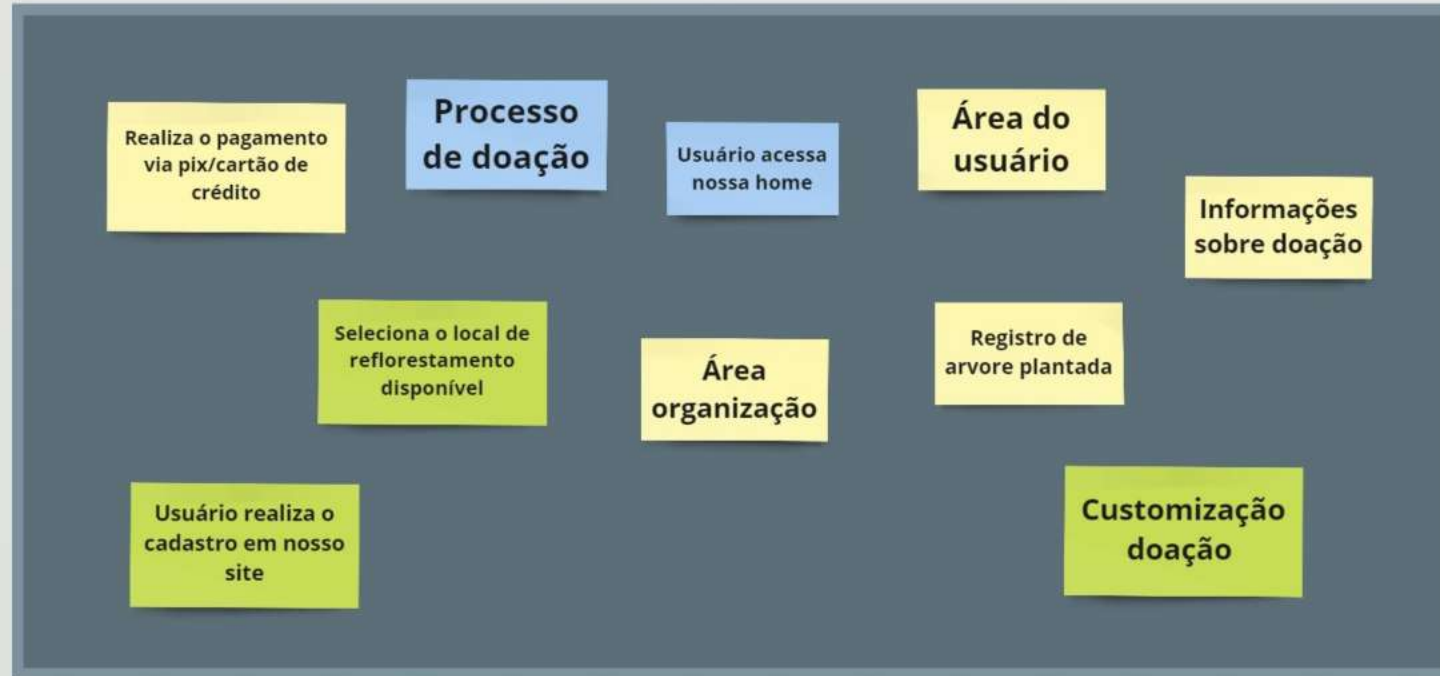 Realiza o pagamento
via pix/cartão de
crédito
Processo
de doação
Usuário acessa
nossa home
Área do
usuário
Informações
sobre doação
Seleciona o local de
reflorestamento
disponível
Área
organização
Registro de
arvore plantada
Usuário realiza o
cadastro em nosso
site
Customização
doação